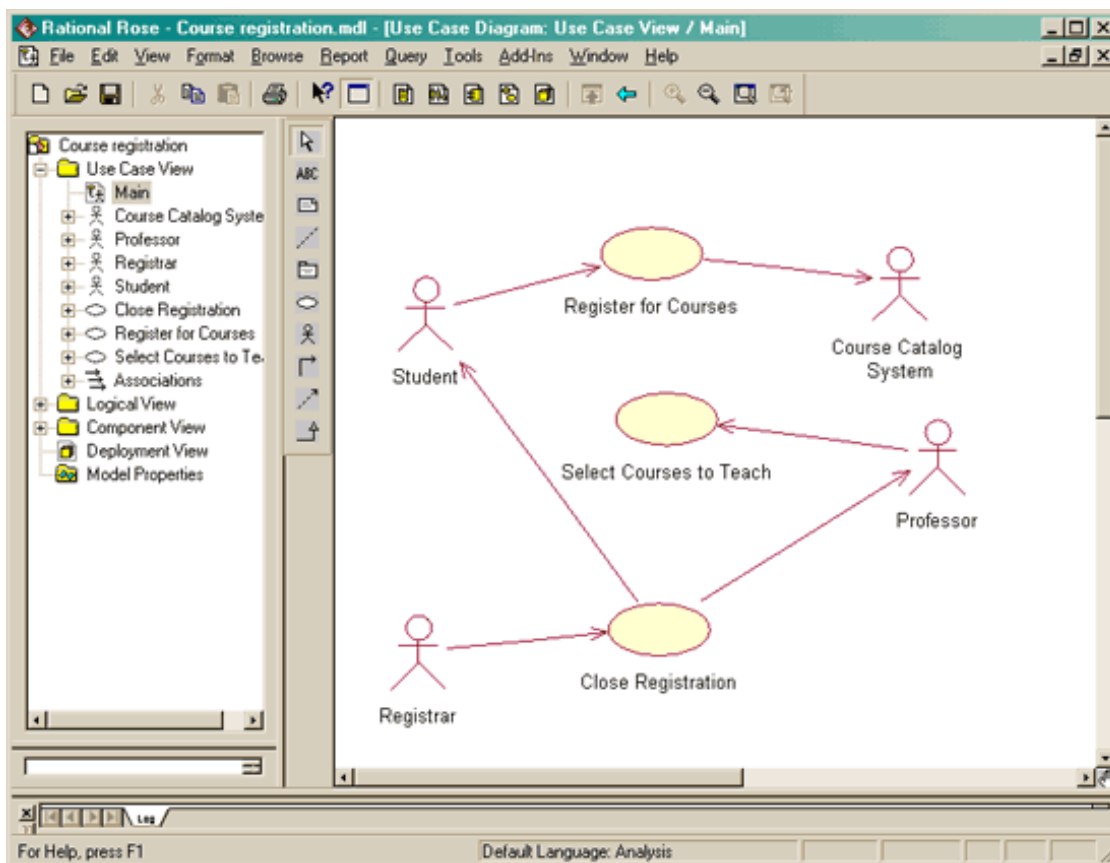 Rational Rose - Course registration.mdl - [Use Case Diagram: Use Case View / Main]
File Edit View Format Browse Report Query Tools Add-Ins Window Help
Course registration
Use Case View
Main
Course Catalog Syste
Professor
Registrar
Student
Close Registration
Register for Courses
Select Courses to Te
Associations
Logical View
Component View
Deployment View
Model Properties
ABC
Register for Courses
Student
Course Catalog
System
Select Courses to Teach
Professor
Close Registration
Registrar
Log
For Help, press F1
Default Language: Analysis